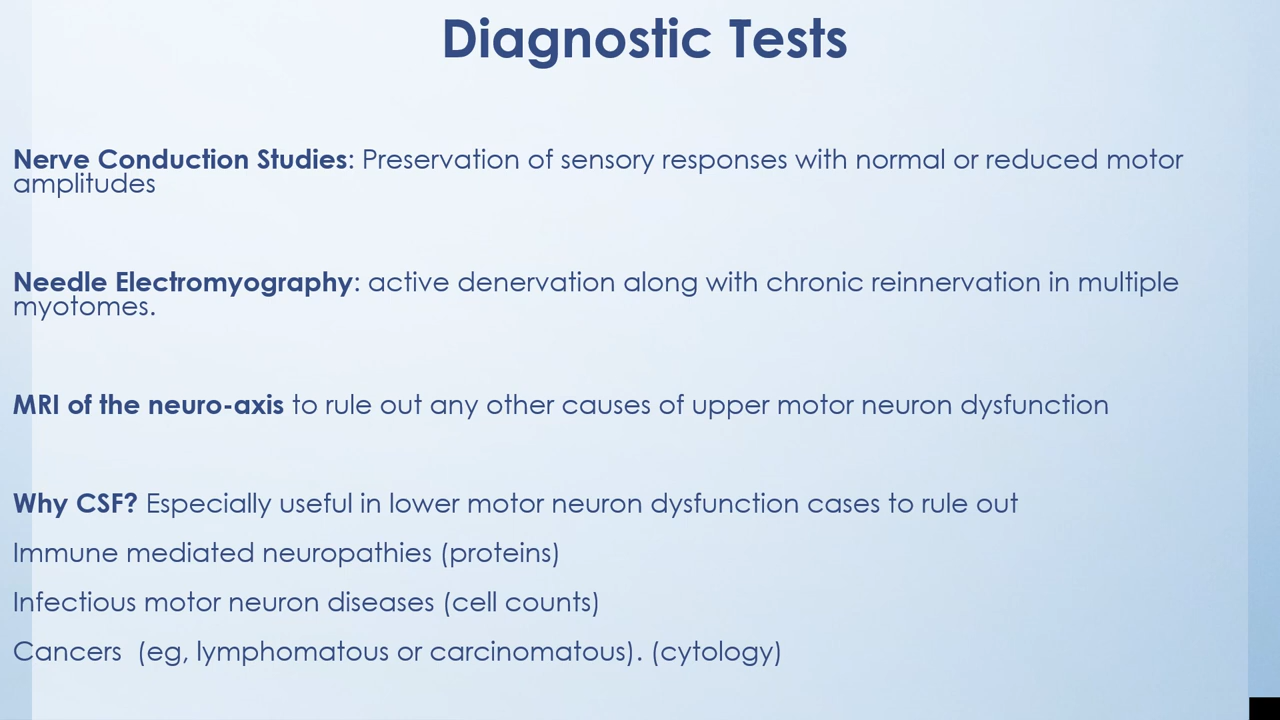 Diagnostic Tests
Nerve Conduction Studies: Preservation of sensory responses with normal or reduced motor
amplitudes
Needle Electromyography: active denervation along with chronic reinnervation in multiple
myotomes.
MRI of the neuro-axis to rule out any other causes of upper motor neuron dysfunction
Why CSF? Especially useful in lower motor neuron dysfunction cases to rule out
Immune mediated neuropathies (proteins)
Infectious motor neuron diseases (cell counts)
Cancers  (eg, lymphomatous or carcinomatous). (cytology)